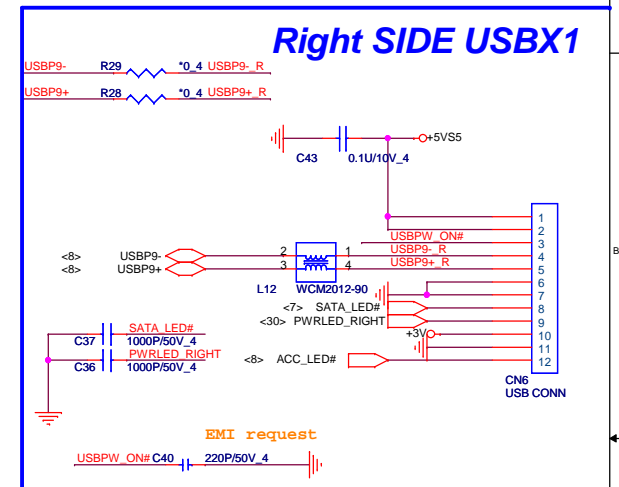 Right SIDE USBX1
USBP9- R29 *0_4 USBP9-_R
USBP9+ R28 *0_4 USBP9+_R
+5VS5
C43 0.1U/10V_4
1
2
USBPW_ON# 3
USBP9-_R 4
USBP9+_R 5
<8> USBP9- 2 1
<8> USBP9+ 3 4
L12 WCM2012-90
6
7
<7> SATA_LED# 8
<30> PWRLED_RIGHT 9
+3V 10
11
<8> ACC_LED# 12
CN6
USB CONN
SATA_LED#
C37 1000P/50V_4
PWRLED_RIGHT
C36 1000P/50V_4
EMI request
USBPW_ON# C40 220P/50V_4
B